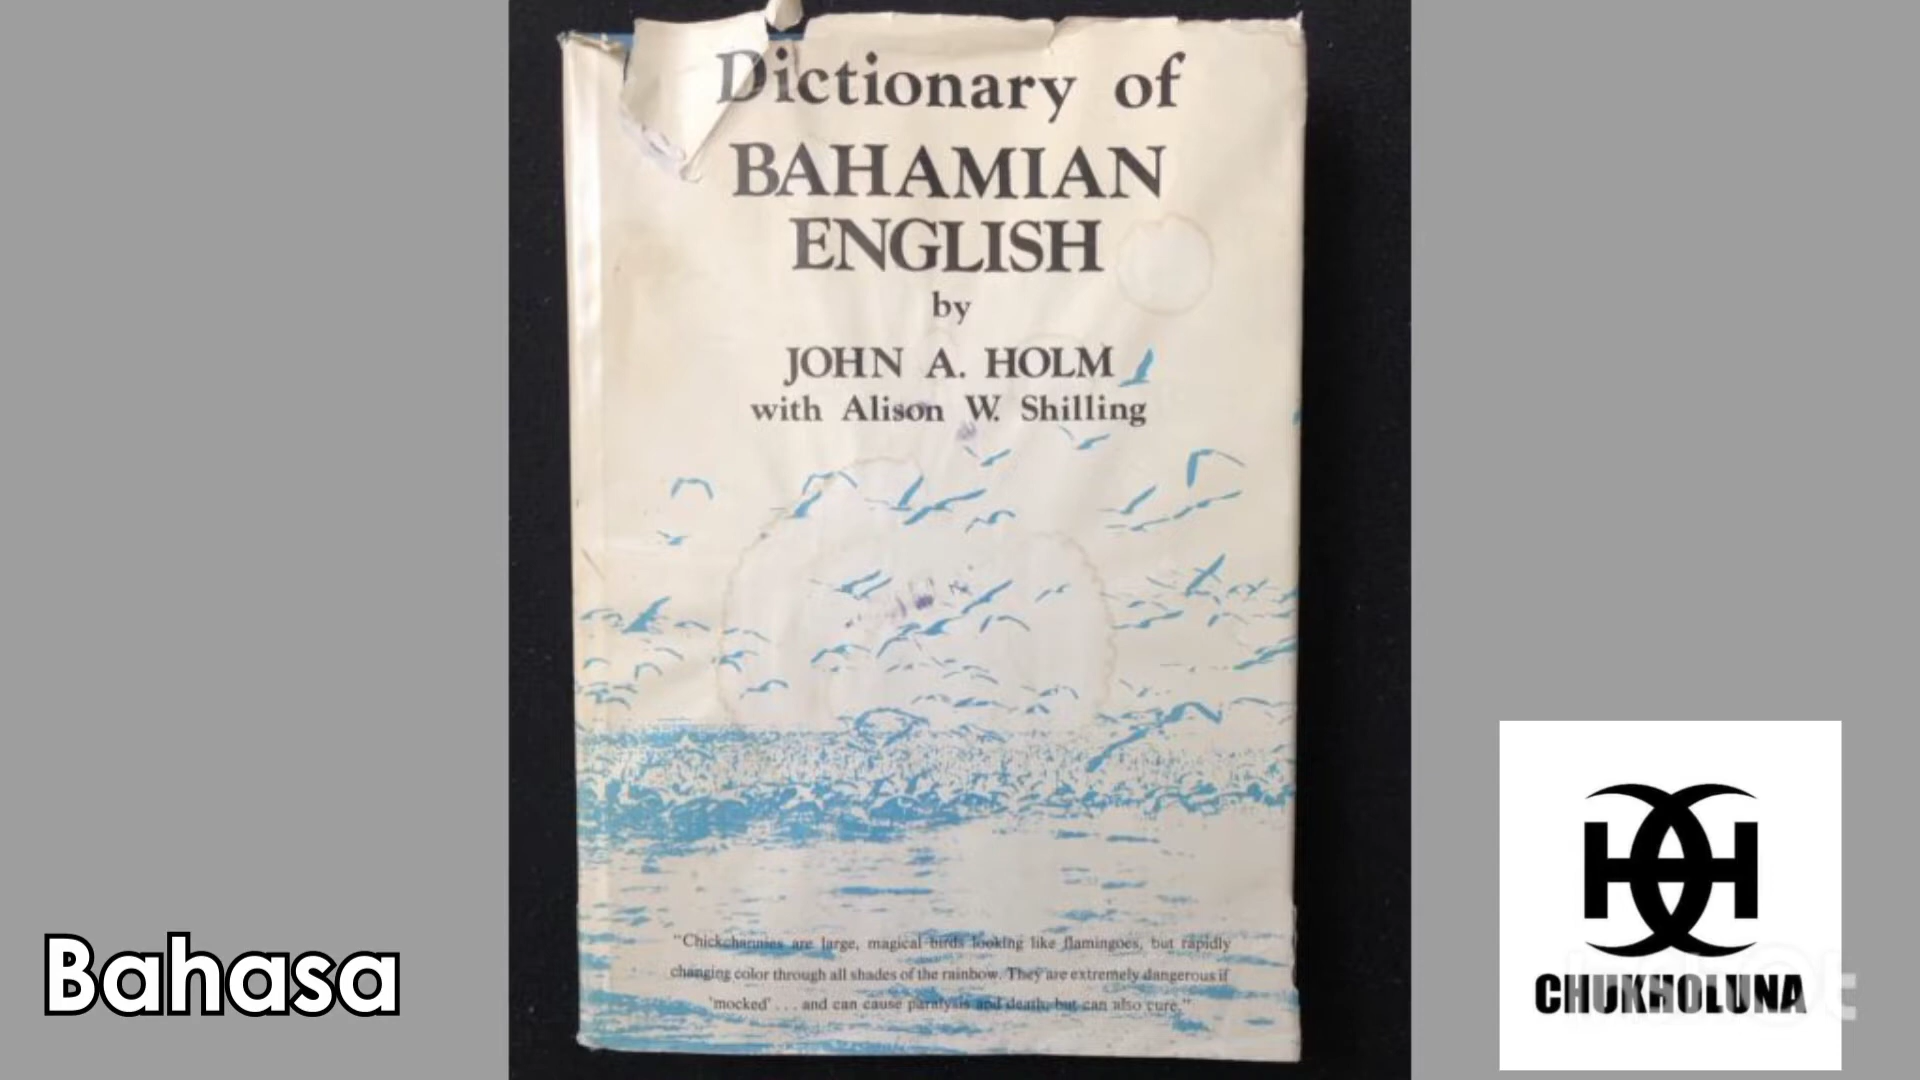 Dictionary of
BAHAMIAN
ENGLISH
by
JOHN A. HOLM
with Alison W. Shilling
"Chickcharnies are large, magical birds looking like flamingoes, but rapidly
changing color through all shades of the rainbow. They are extremely dangerous if
'mocked' . . . and can cause paralysis and death, but can also cure."
Bahasa
CHUKHOLUNA